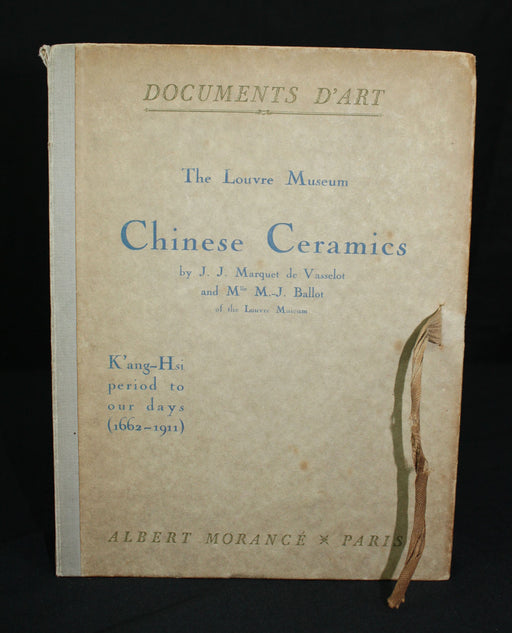 DOCUMENTS D'ART
The Louvre Museum
Chinese Ceramics
by J. J. Marquet de Vasselot
and Mlle M.-J. Ballot
of the Louvre Museum
K'ang-Hsi
period to
our days
(1662-1911)
ALBERT MORANCÉ * PARIS